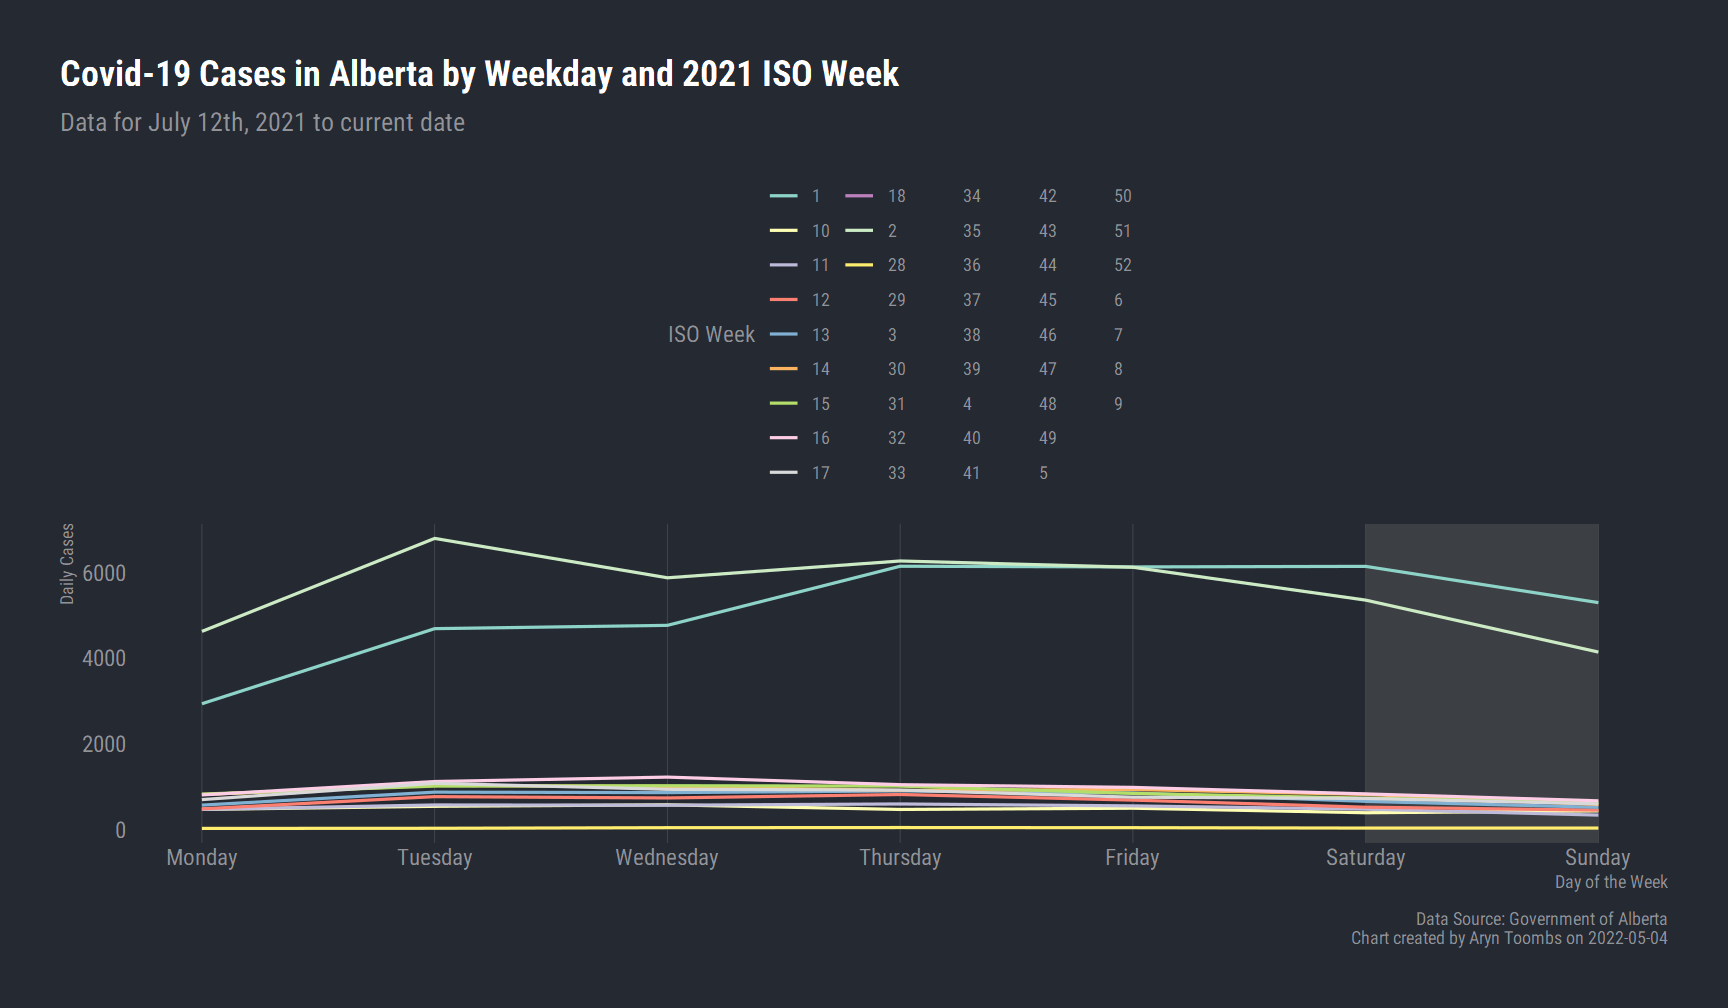 Covid-19 Cases in Alberta by Weekday and 2021 ISO Week
Data for July 12th, 2021 to current date
ISO Week
1 18 34 42 50
10 2 35 43 51
11 28 36 44 52
12 29 37 45 6
13 3 38 46 7
14 30 39 47 8
15 31 4 48 9
16 32 40 49
17 33 41 5
Daily Cases
6000
4000
2000
0
Monday Tuesday Wednesday Thursday Friday Saturday Sunday
Day of the Week
Data Source: Government of Alberta
Chart created by Aryn Toombs on 2022-05-04